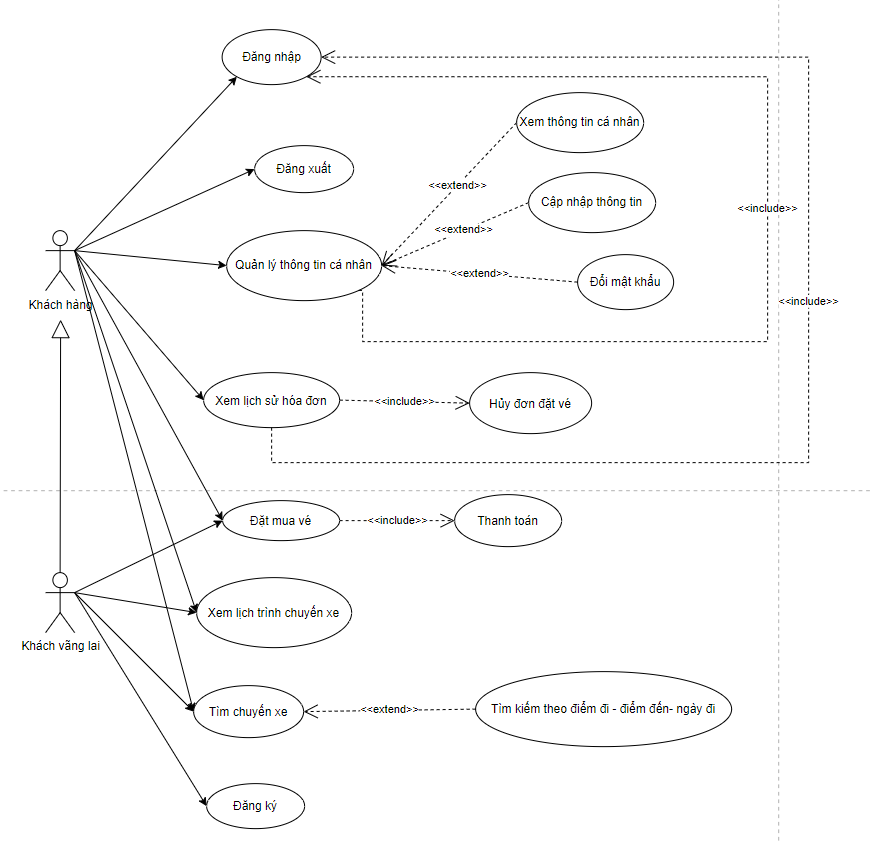 Đăng nhập
Xem thông tin cá nhân
Đăng xuất
<<extend>>
Cập nhập thông tin
<<include>>
<<extend>>
Quản lý thông tin cá nhân
<<extend>>
Đổi mật khẩu
Khách hàng
<<include>>
Xem lịch sử hóa đơn
<<include>>
Hủy đơn đặt vé
Đặt mua vé
<<include>>
Thanh toán
Xem lịch trình chuyến xe
Khách vãng lai
Tìm chuyến xe
<<extend>>
Tìm kiếm theo điểm đi - điểm đến- ngày đi
Đăng ký